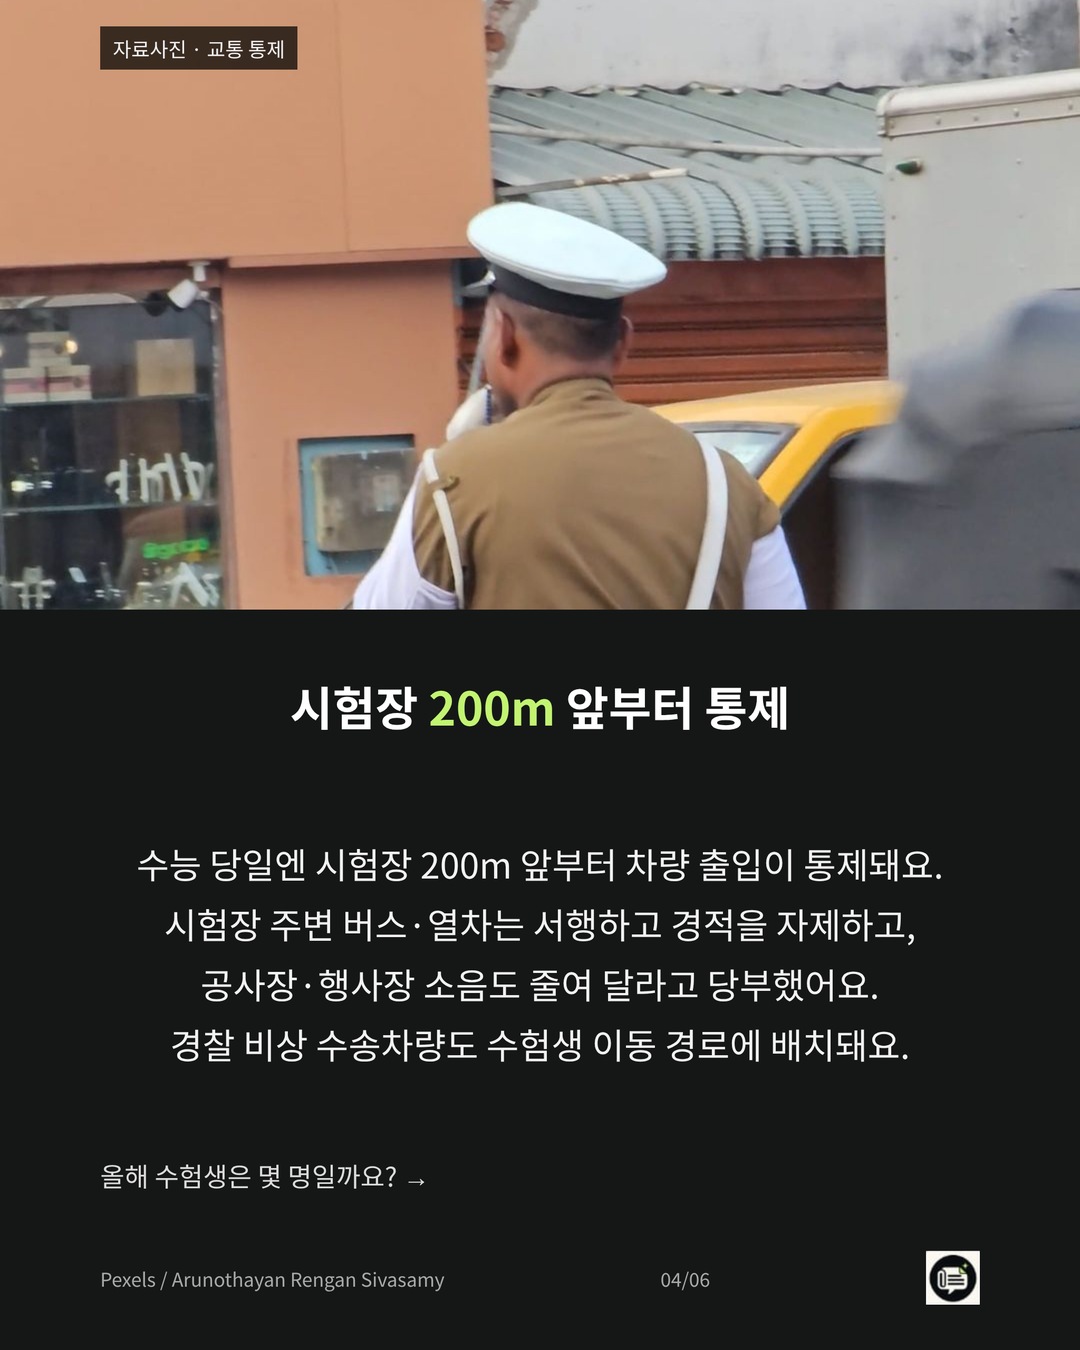 자료사진 · 교통 통제
시험장 200m 앞부터 통제
수능 당일엔 시험장 200m 앞부터 차량 출입이 통제돼요.
시험장 주변 버스·열차는 서행하고 경적을 자제하고,
공사장·행사장 소음도 줄여 달라고 당부했어요.
경찰 비상 수송차량도 수험생 이동 경로에 배치돼요.
올해 수험생은 몇 명일까요? →
Pexels / Arunothayan Rengan Sivasamy
04/06